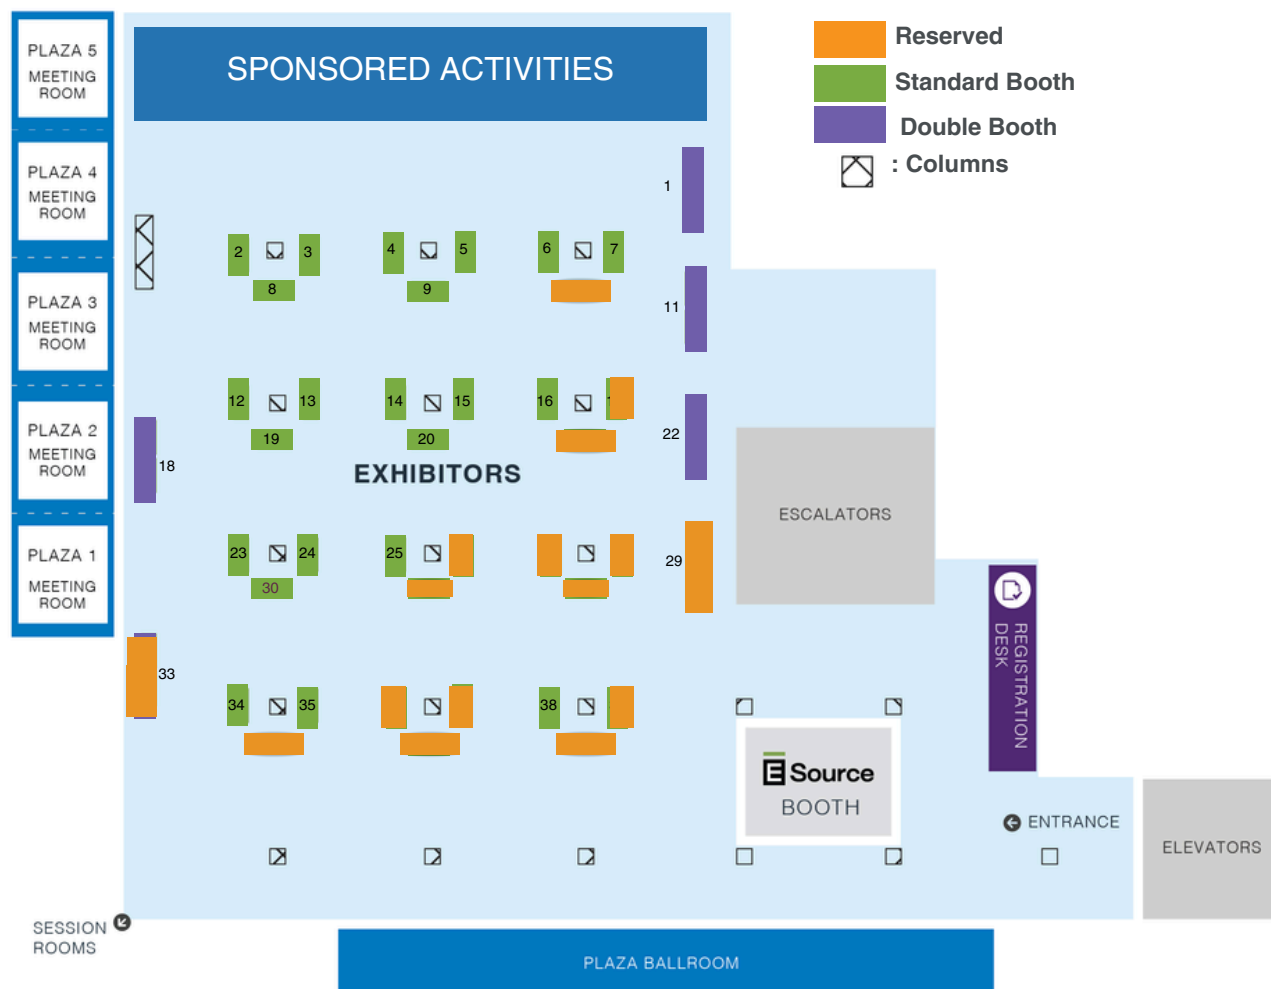 PLAZA 5
MEETING
ROOM
PLAZA 4
MEETING
ROOM
PLAZA 3
MEETING
ROOM
PLAZA 2
MEETING
ROOM
PLAZA 1
MEETING
ROOM
SPONSORED ACTIVITIES
Reserved
Standard Booth
Double Booth
: Columns
1
2
3
4
5
6
7
8
9
11
12
13
14
15
16
19
20
22
18
EXHIBITORS
23
24
25
29
30
33
34
35
38
ESCALATORS
REGISTRATION
DESK
E Source
BOOTH
ENTRANCE
ELEVATORS
SESSION
ROOMS
PLAZA BALLROOM